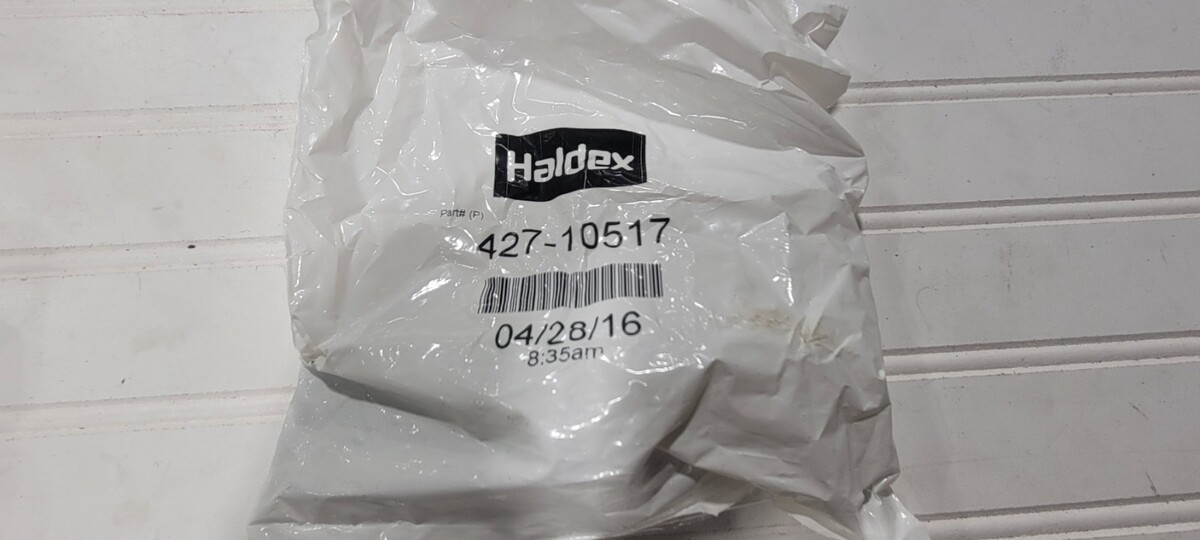 Haldex
Part# (P)
427-10517
04/28/16
8:35am